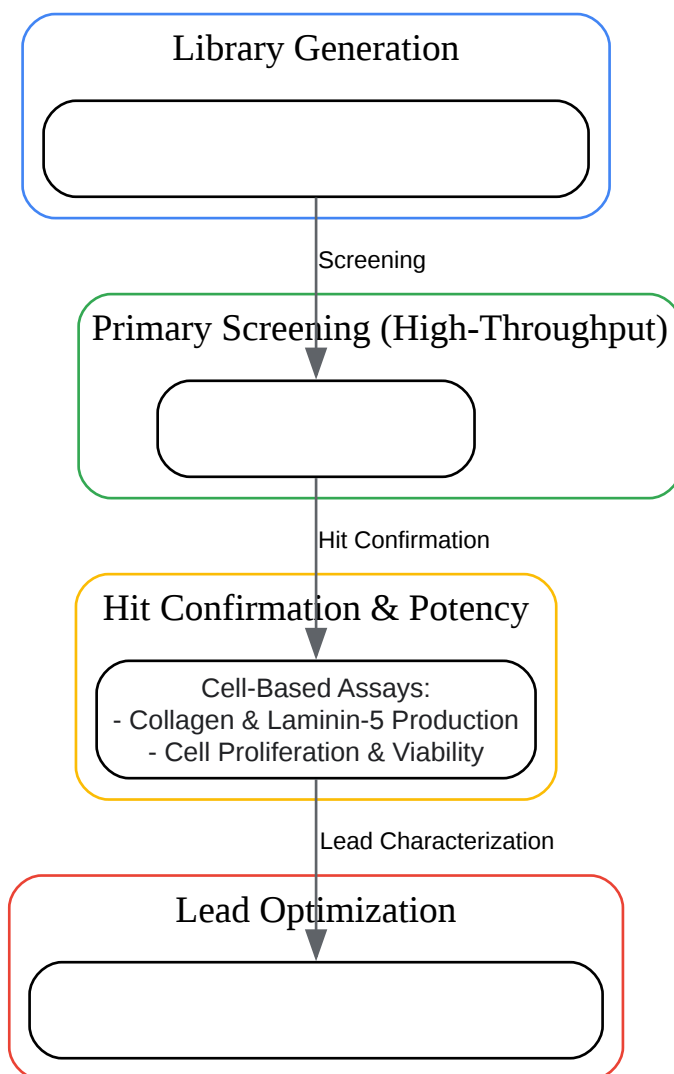 Library Generation
Screening
Primary Screening (High-Throughput)
Hit Confirmation
Hit Confirmation & Potency
Cell-Based Assays:
- Collagen & Laminin-5 Production
- Cell Proliferation & Viability
Lead Characterization
Lead Optimization